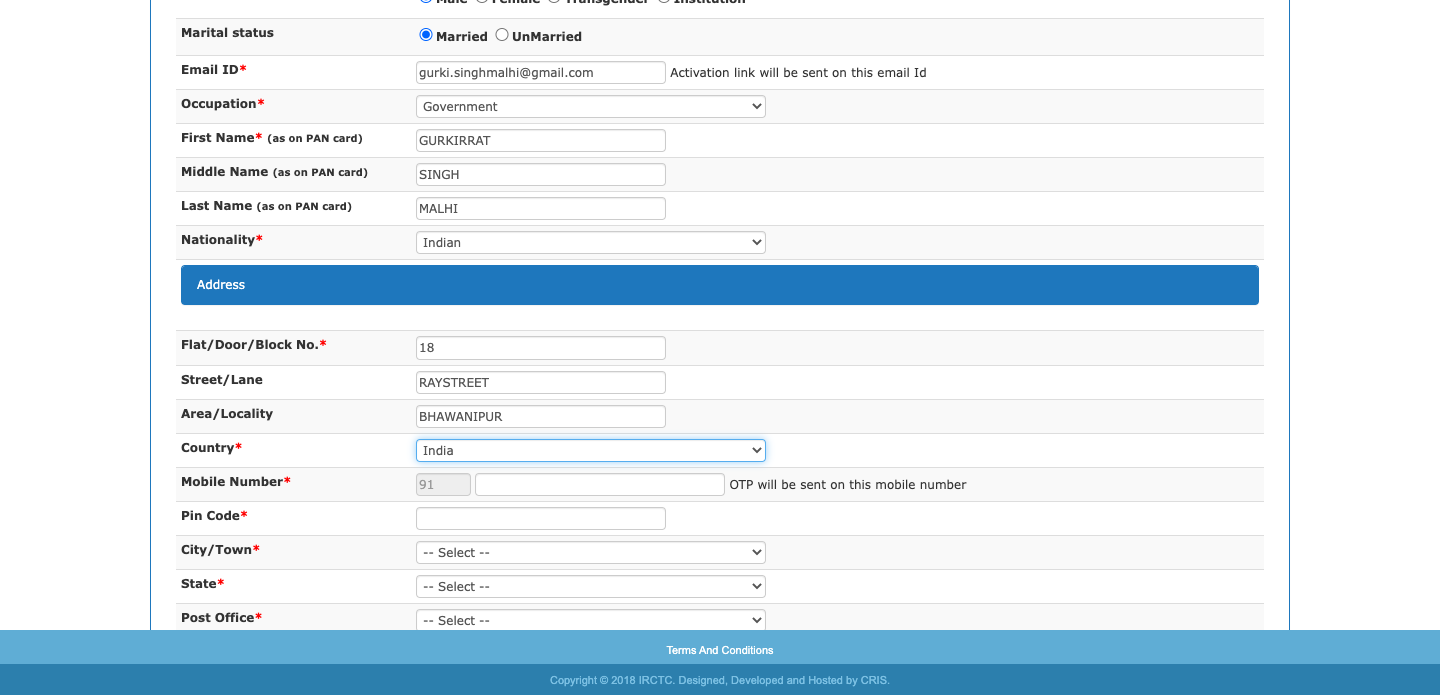 Male Female Transgender Institution
Marital status Married UnMarried
Email ID* gurki.singhmalhi@gmail.com Activation link will be sent on this email Id
Occupation* Government
First Name* (as on PAN card) GURKIRRAT
Middle Name (as on PAN card) SINGH
Last Name (as on PAN card) MALHI
Nationality* Indian
Address
Flat/Door/Block No.* 18
Street/Lane RAYSTREET
Area/Locality BHAWANIPUR
Country* India
Mobile Number* 91 OTP will be sent on this mobile number
Pin Code*
City/Town* -- Select --
State* -- Select --
Post Office* -- Select --
Terms And Conditions
Copyright © 2018 IRCTC. Designed, Developed and Hosted by CRIS.